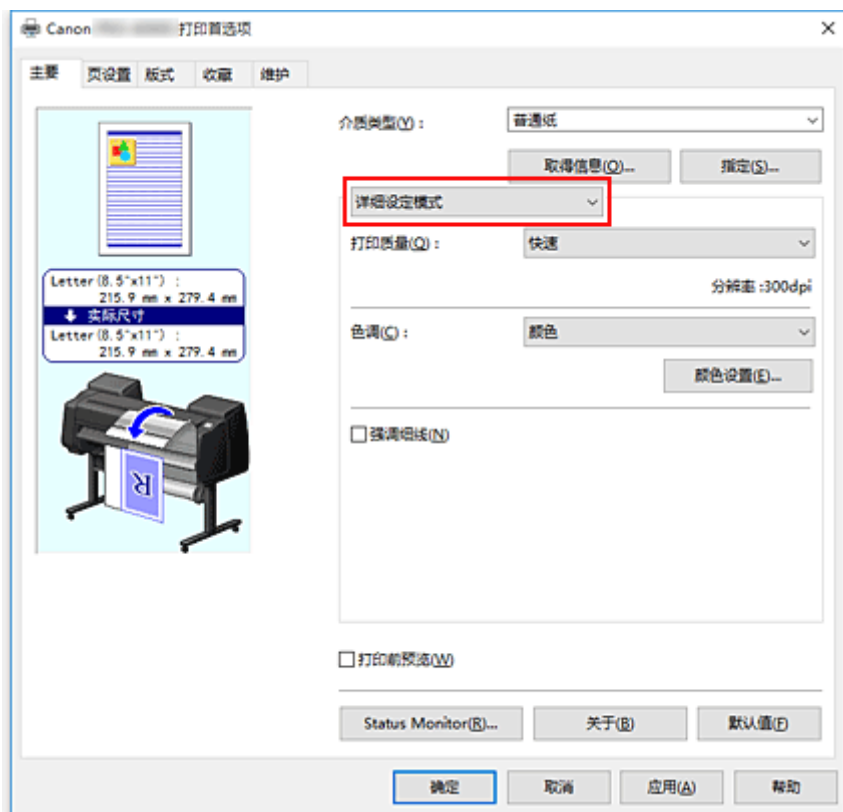 Canon 打印首选项
主要 页设置 版式 收藏 维护
介质类型(Y)：
普通纸
取得信息(O)... 指定(S)...
详细设定模式
打印质量(Q)： 快速
分辨率 :300dpi
色调(C)： 颜色
颜色设置(E)...
强调细线(N)
Letter(8.5"x11") :
215.9 mm x 279.4 mm
实际尺寸
Letter(8.5"x11") :
215.9 mm x 279.4 mm
R
打印前预览(W)
Status Monitor(R)... 关于(B) 默认值(F)
确定 取消 应用(A) 帮助